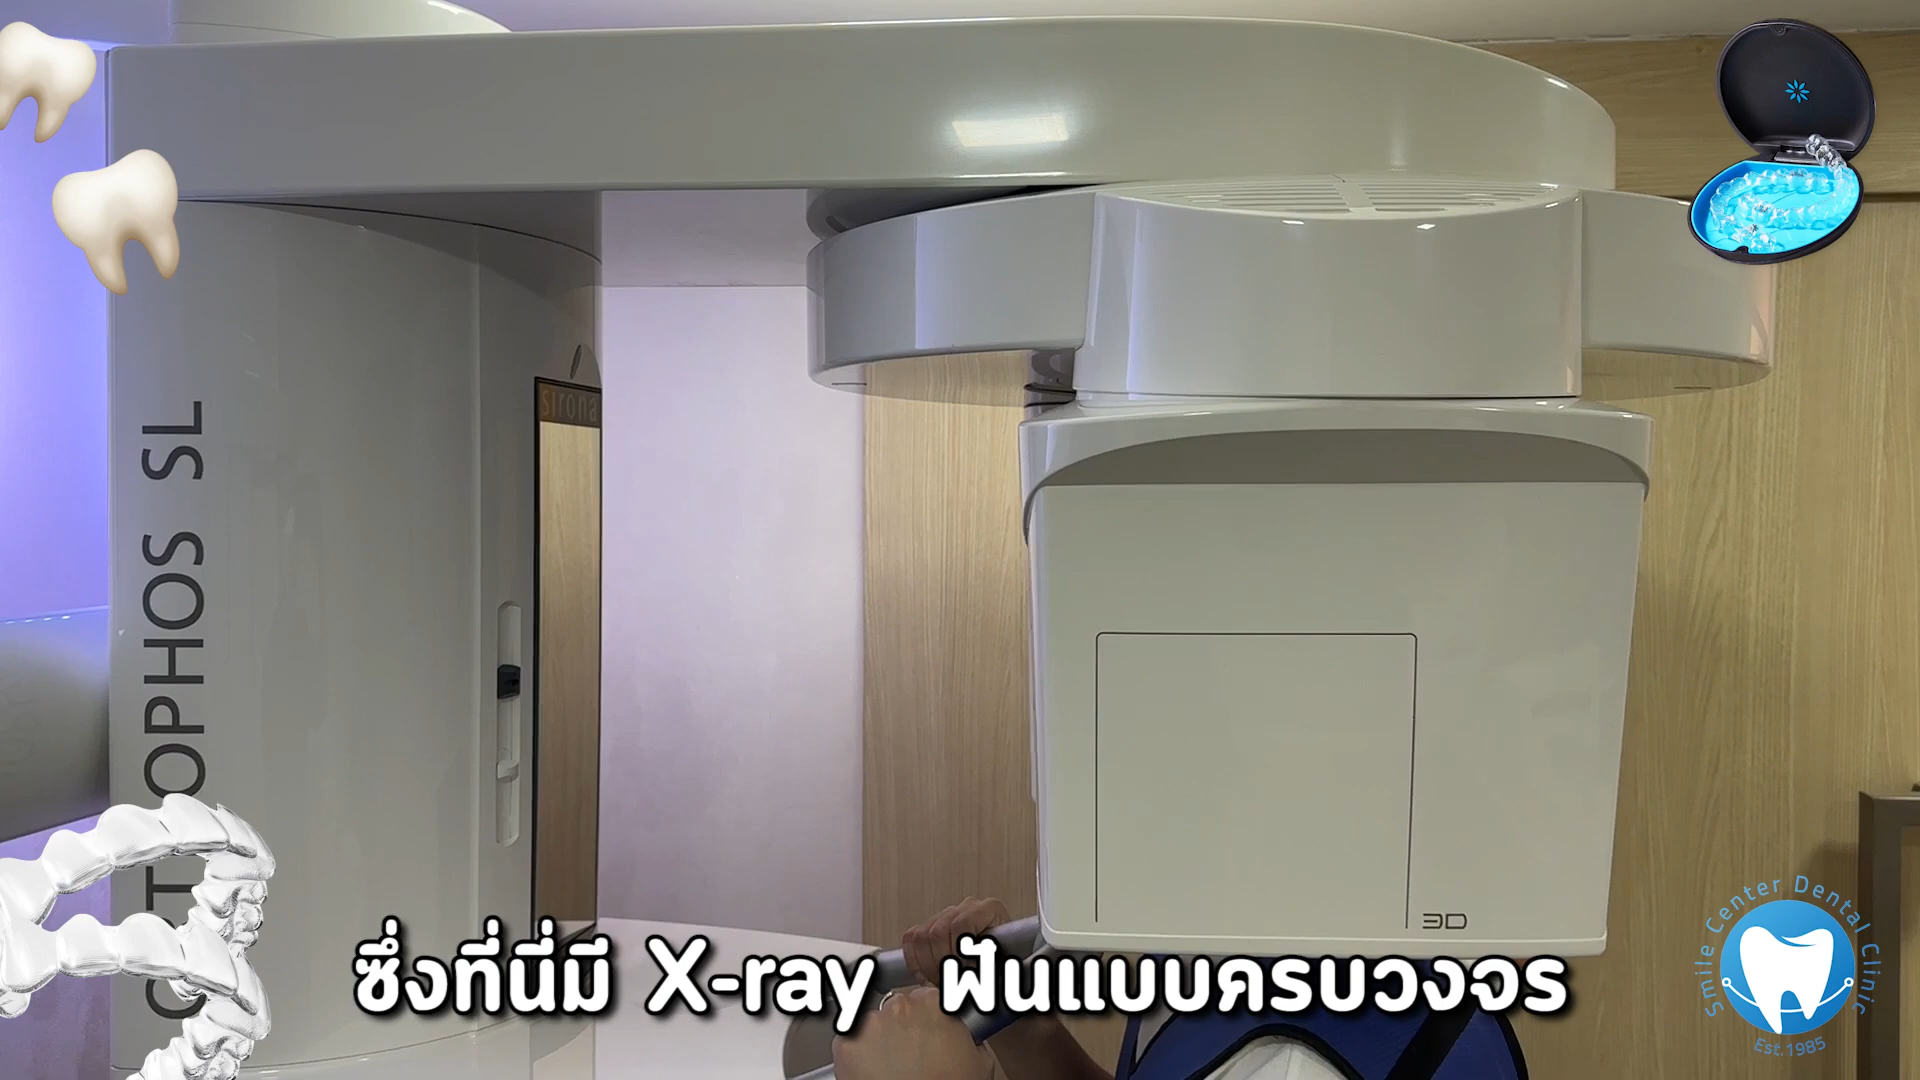 sirona
ORTHOPHOS SL
3D
ซึ่งที่นี่มี X-ray ฟันแบบครบวงจร
Smile Center Dental Clinic
Est.1985